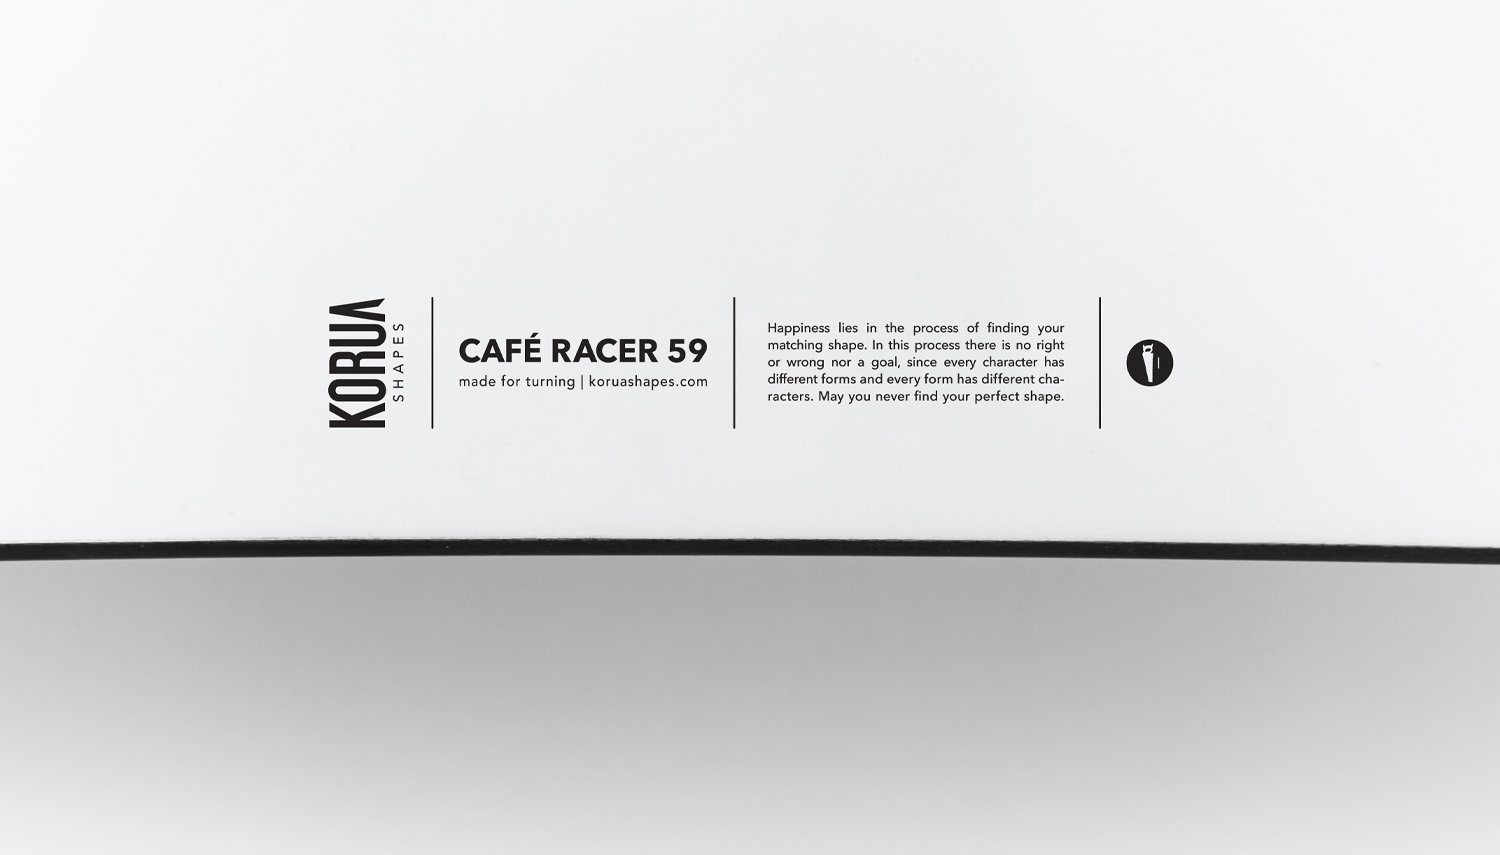 KORUA
SHAPES
CAFÉ RACER 59
made for turning | koruashapes.com
Happiness lies in the process of finding your
matching shape. In this process there is no right
or wrong nor a goal, since every character has
different forms and every form has different cha-
racters. May you never find your perfect shape.